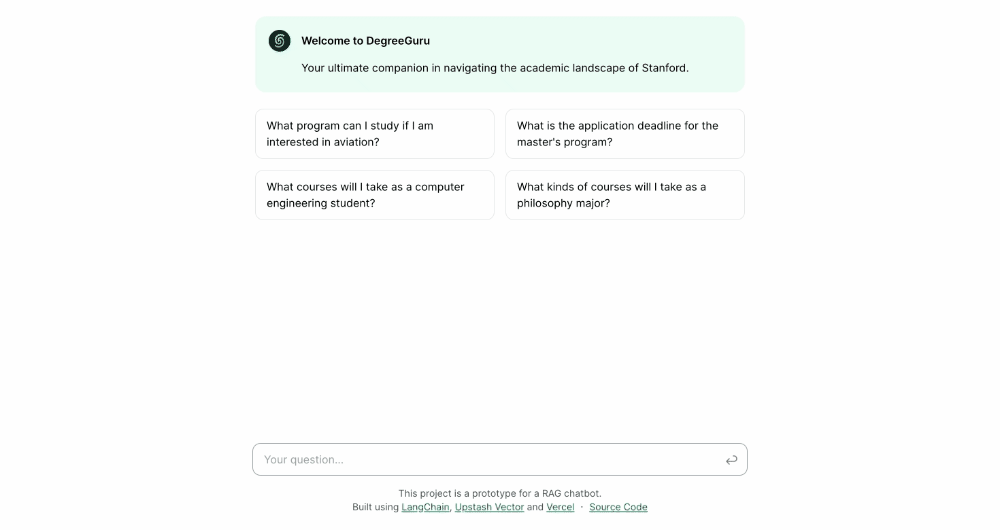 Welcome to DegreeGuru
Your ultimate companion in navigating the academic landscape of Stanford.
What program can I study if I am
interested in aviation?
What is the application deadline for the
master's program?
What courses will I take as a computer
engineering student?
What kinds of courses will I take as a
philosophy major?
Your question...
This project is a prototype for a RAG chatbot.
Built using LangChain, Upstash Vector and Vercel · Source Code